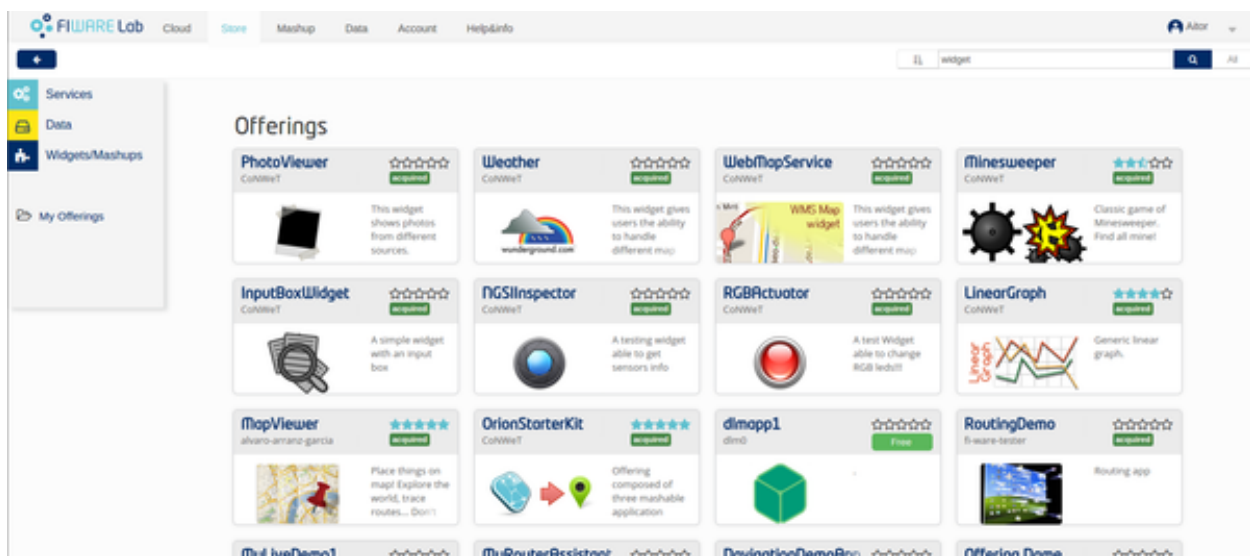 FIWARE Lab Cloud Store Mashup Data Account Help&info Aitor
widget All
Services
Data
Widgets/Mashups
My Offerings
Offerings
PhotoViewer
CoNWeT
acquired
This widget
shows photos
from different
sources.
Weather
CoNWeT
acquired
wunderground.com
This widget gives
users the ability
to handle
different map
WebMapService
CoNWeT
acquired
WMS Map
widget
This widget gives
users the ability
to handle
different map
Minesweeper
CoNWeT
acquired
Classic game of
Minesweeper.
Find all mine!
InputBoxWidget
CoNWeT
acquired
A simple widget
with an input
box
NGSIInspector
CoNWeT
acquired
A testing widget
able to get
sensors info
RGBActuator
CoNWeT
acquired
A test Widget
able to change
RGB leds!!!
LinearGraph
CoNWeT
acquired
Linear
Graph
Generic linear
graph.
MapViewer
alvaro-arranz-garcia
acquired
Place things on
map! Explore the
world, trace
routes... Don't
OrionStarterKit
CoNWeT
acquired
Offering
composed of
three mashable
application
dlmapp1
dlm0
Free
.
RoutingDemo
fi-ware-tester
acquired
Routing app
MyLiveDemo1
MyRouterAssistant
NavigationDemoApp
Offering Dome